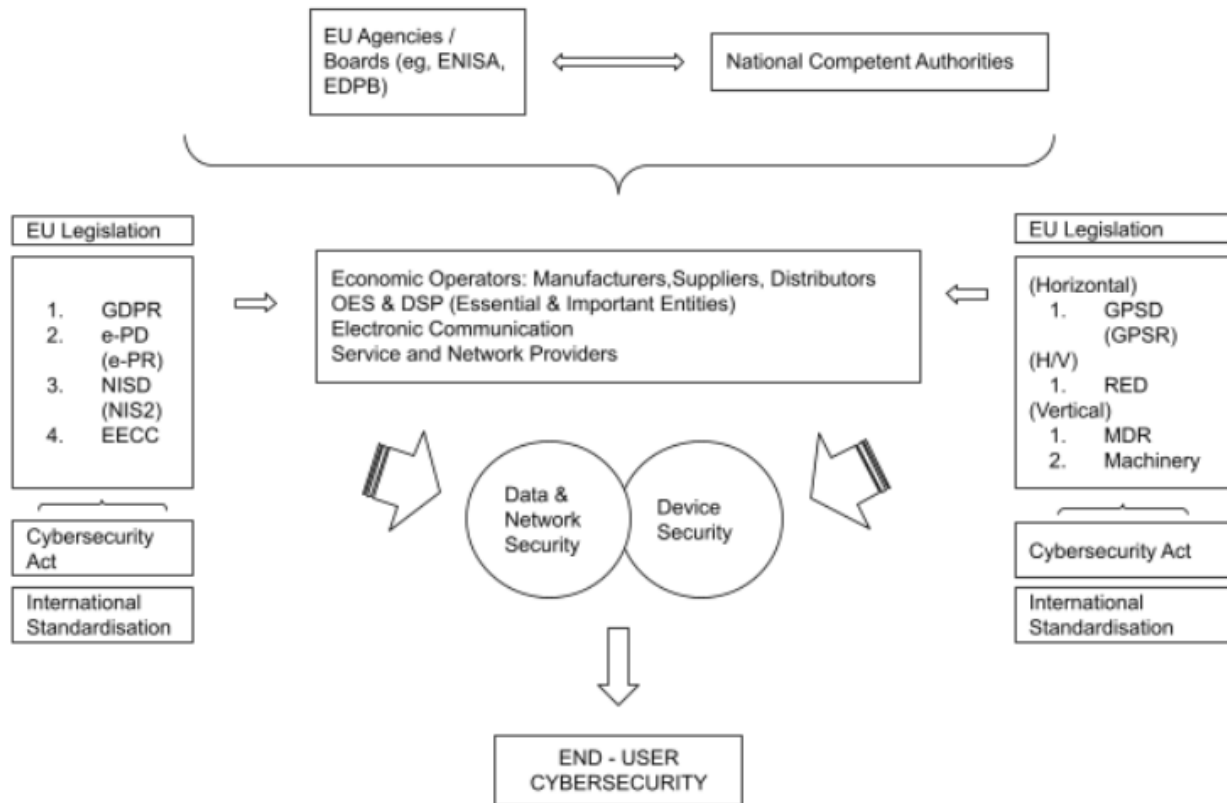 EU Agencies /
Boards (eg, ENISA,
EDPB)
National Competent Authorities
EU Legislation
1. GDPR
2. e-PD
(e-PR)
3. NISD
(NIS2)
4. EECC
Cybersecurity
Act
International
Standardisation
Economic Operators: Manufacturers,Suppliers, Distributors
OES & DSP (Essential & Important Entities)
Electronic Communication
Service and Network Providers
EU Legislation
(Horizontal)
1. GPSD
(GPSR)
(H/V)
1. RED
(Vertical)
1. MDR
2. Machinery
Cybersecurity Act
International
Standardisation
Data &
Network
Security
Device
Security
END - USER
CYBERSECURITY